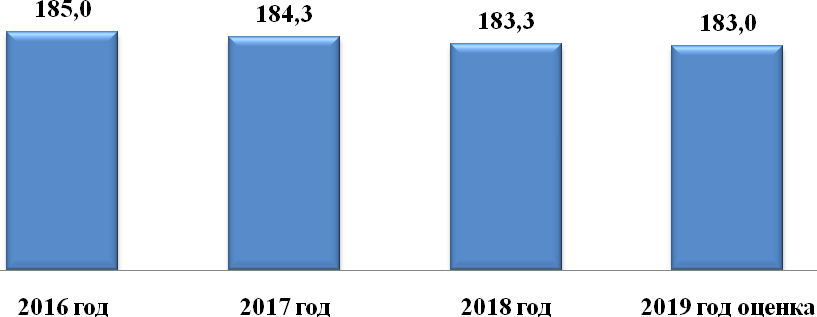 185,0
184,3
183,3
183,0
2016 год
2017 год
2018 год
2019 год оценка